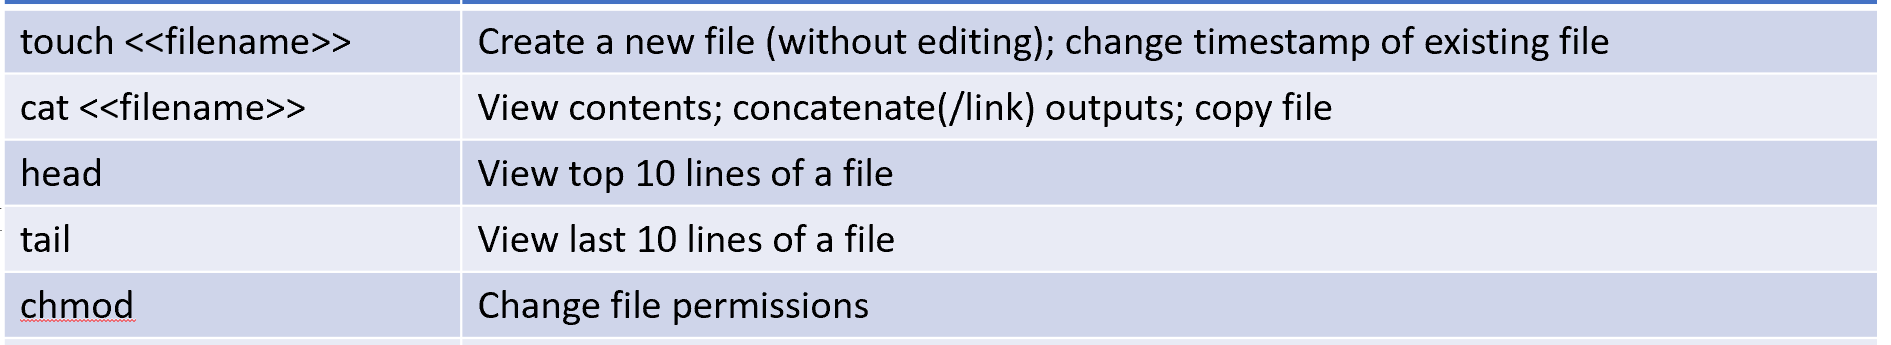 touch <<filename>> Create a new file (without editing); change timestamp of existing file
cat <<filename>> View contents; concatenate(/link) outputs; copy file
head View top 10 lines of a file
tail View last 10 lines of a file
chmod Change file permissions